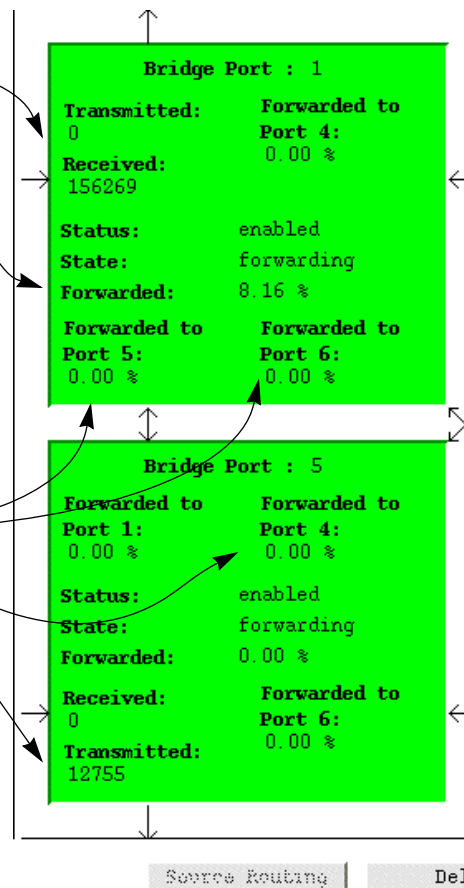 Bridge Port : 1
Transmitted: Forwarded to
0 Port 4:
0.00 %
Received:
156269
Status: enabled
State: forwarding
Forwarded: 8.16 %
Forwarded to Forwarded to
Port 5: Port 6:
0.00 % 0.00 %
Bridge Port : 5
Forwarded to Forwarded to
Port 1: Port 4:
0.00 % 0.00 %
Status: enabled
State: forwarding
Forwarded: 0.00 %
Received: Forwarded to
0 Port 6:
0.00 %
Transmitted:
12755
Source Routing Del